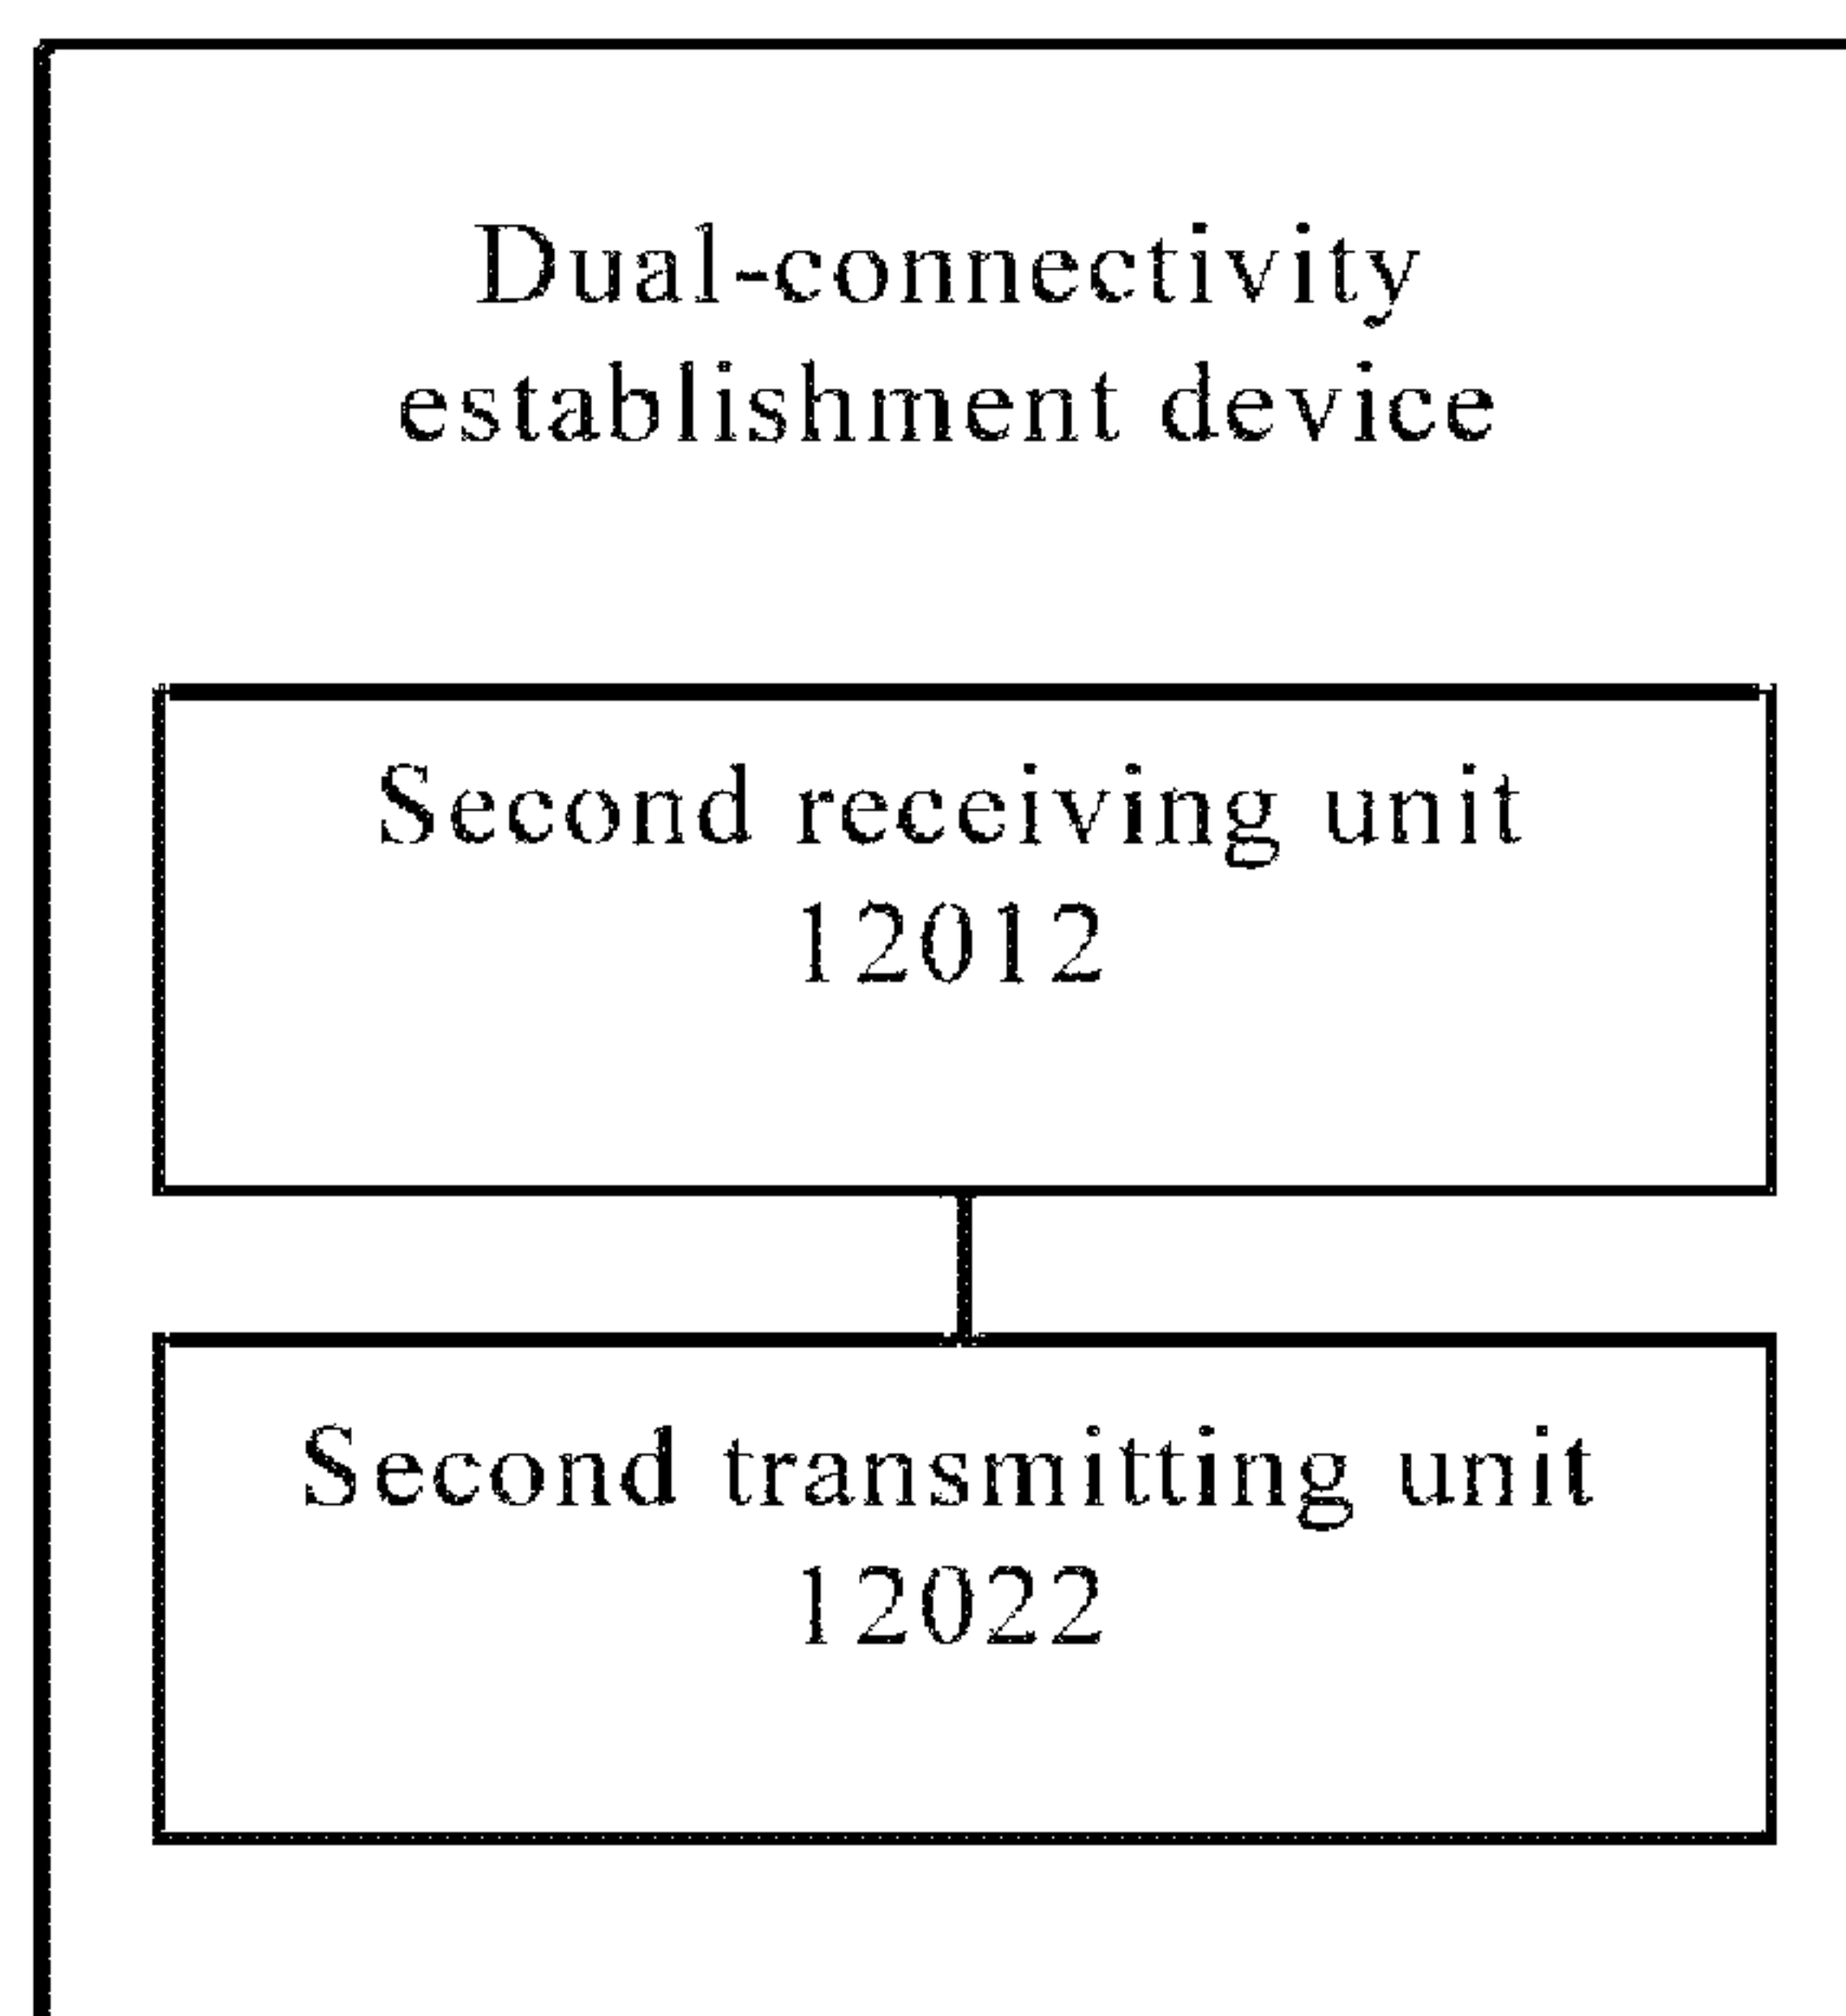 Dual-connectivity
establishment device
Second receiving unit
12012
Second transmitting unit
12022